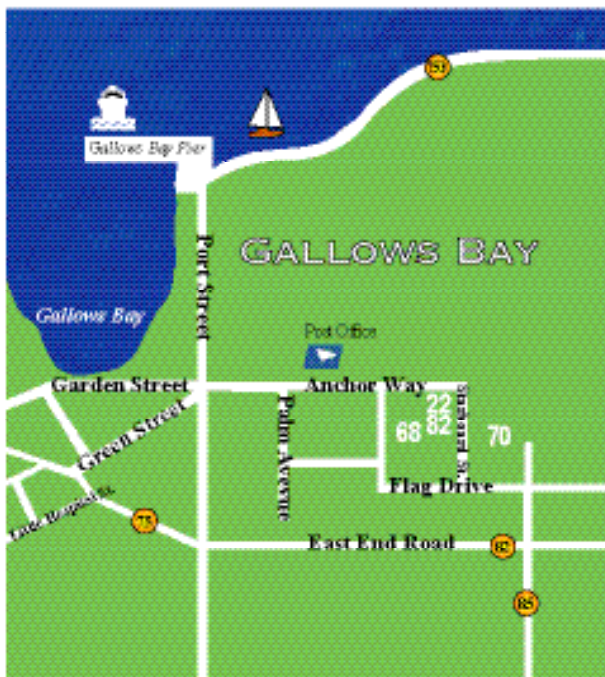 Gallows Bay Pier
GALLOWS BAY
Port Street
Gallows Bay
Post Office
Garden Street
Anchor Way
22
82
68
70
Green Street
Palm Avenue
Flag Drive
75
East End Road
82